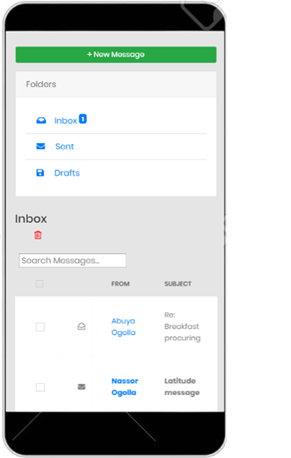 + New Message
Folders
Inbox 1
Sent
Drafts
Inbox
Search Messages...
FROM SUBJECT
Abuya
Ogolla
Re:
Breakfast
procuring
Nassor
Ogolla
Latitude
message